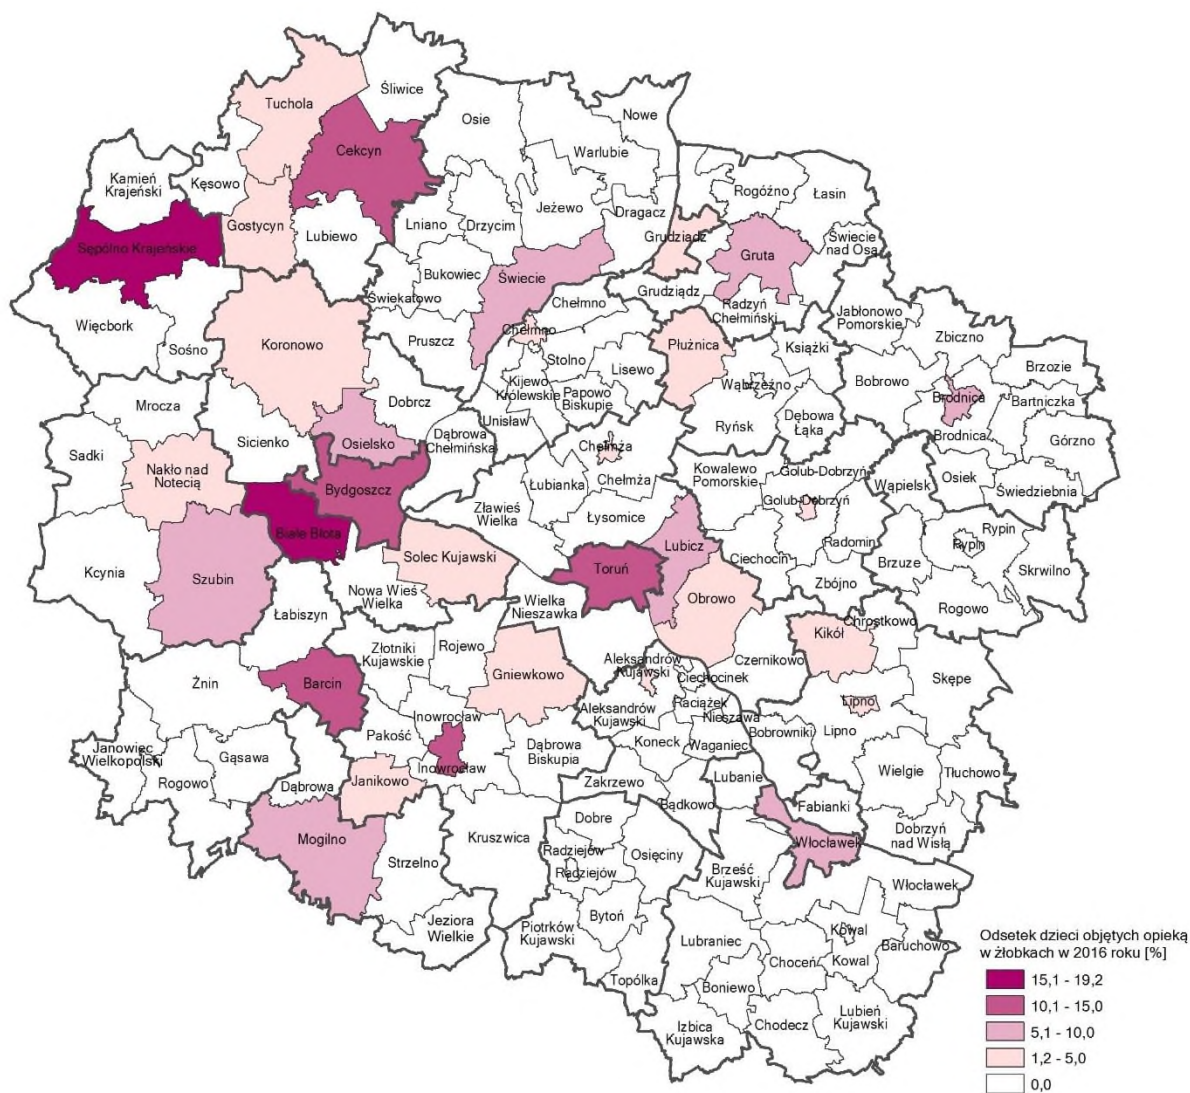 Śliwice
Tuchola
Nowe
Osie
Cekcyn
Warlubie
Kamień
Krajeński
Kęsowo
Rogóźno
Łasin
Jeżewo
Dragacz
Gostycyn
Lniano
Drzycim
Lubiewo
Grudziądz
Świecie
nad Osą
Sępólno Krajeńskie
Gruta
Bukowiec
Świecie
Świekatowo
Grudziądz
Radzyń
Chełmiński
Chełmno
Jabłonowo
Pomorskie
Więcbork
Sośno
Koronowo
Pruszcz
Chełmno
Płużnica
Książki
Zbiczno
Stolno
Lisewo
Brzozie
Kijewo
Królewskie
Papowo
Biskupie
Wąbrzeźno
Bobrowo
Brodnica
Bartniczka
Mrocza
Dobrcz
Unisław
Ryńsk
Dębowa
Łąka
Brodnica
Górzno
Sadki
Sicienko
Osielsko
Dąbrowa
Chełmińska
Chełmża
Nakło nad
Notecią
Kowalewo
Pomorskie
Golub-Dobrzyń
Wąpielsk
Osiek
Świedziebnia
Bydgoszcz
Łubianka
Chełmża
Golub-Dobrzyń
Zławieś
Wielka
Łysomice
Rypin
Białe Błota
Lubicz
Radomin
Rypin
Kcynia
Szubin
Solec Kujawski
Toruń
Ciechocin
Brzuze
Skrwilno
Zbójno
Nowa Wieś
Wielka
Łabiszyn
Wielka
Nieszawka
Obrowo
Rogowo
Chrostkowo
Kikół
Złotniki
Kujawskie
Rojewo
Aleksandrów
Kujawski
Czernikowo
Żnin
Barcin
Gniewkowo
Ciechocinek
Skępe
Raciążek
Lipno
Aleksandrów
Kujawski
Nieszawa
Inowrocław
Bobrowniki
Lipno
Pakość
Koneck
Waganiec
Janowiec
Wielkopolski
Gąsawa
Dąbrowa
Biskupia
Inowrocław
Wielgie
Tłuchowo
Rogowo
Dąbrowa
Janikowo
Zakrzewo
Lubanie
Bądkowo
Fabianki
Dobre
Dobrzyń
nad Wisłą
Mogilno
Kruszwica
Włocławek
Strzelno
Radziejów
Osięciny
Radziejów
Brześć
Kujawski
Włocławek
Bytoń
Jeziora
Wielkie
Piotrków
Kujawski
Kowal
Lubraniec
Baruchowo
Choceń
Kowal
Topólka
Boniewo
Lubień
Kujawski
Izbica
Kujawska
Chodecz
Odsetek dzieci objętych opieką
w żłobkach w 2016 roku [%]
15,1 - 19,2
10,1 - 15,0
5,1 - 10,0
1,2 - 5,0
0,0